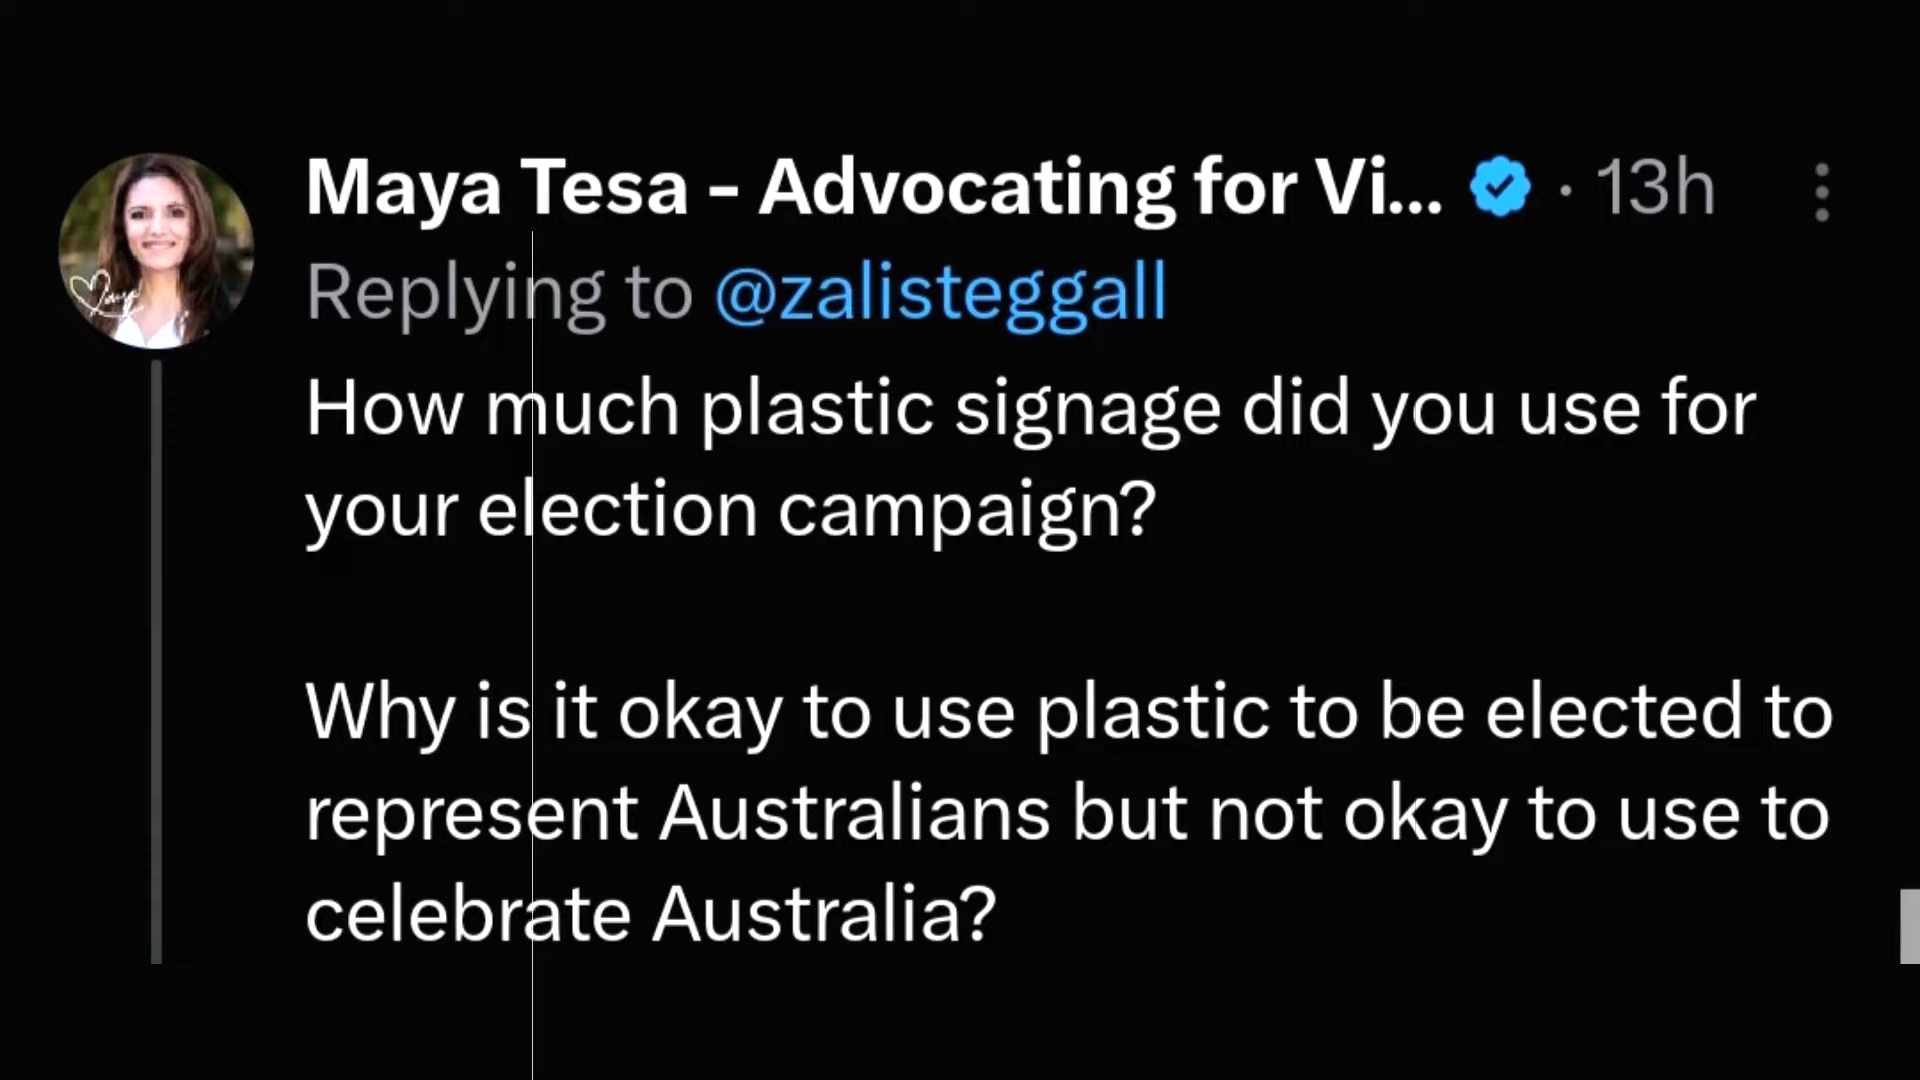 Maya Tesa - Advocating for Vi... · 13h
Replying to @zalisteggall
How much plastic signage did you use for
your election campaign?
Why is it okay to use plastic to be elected to
represent Australians but not okay to use to
celebrate Australia?
Maya